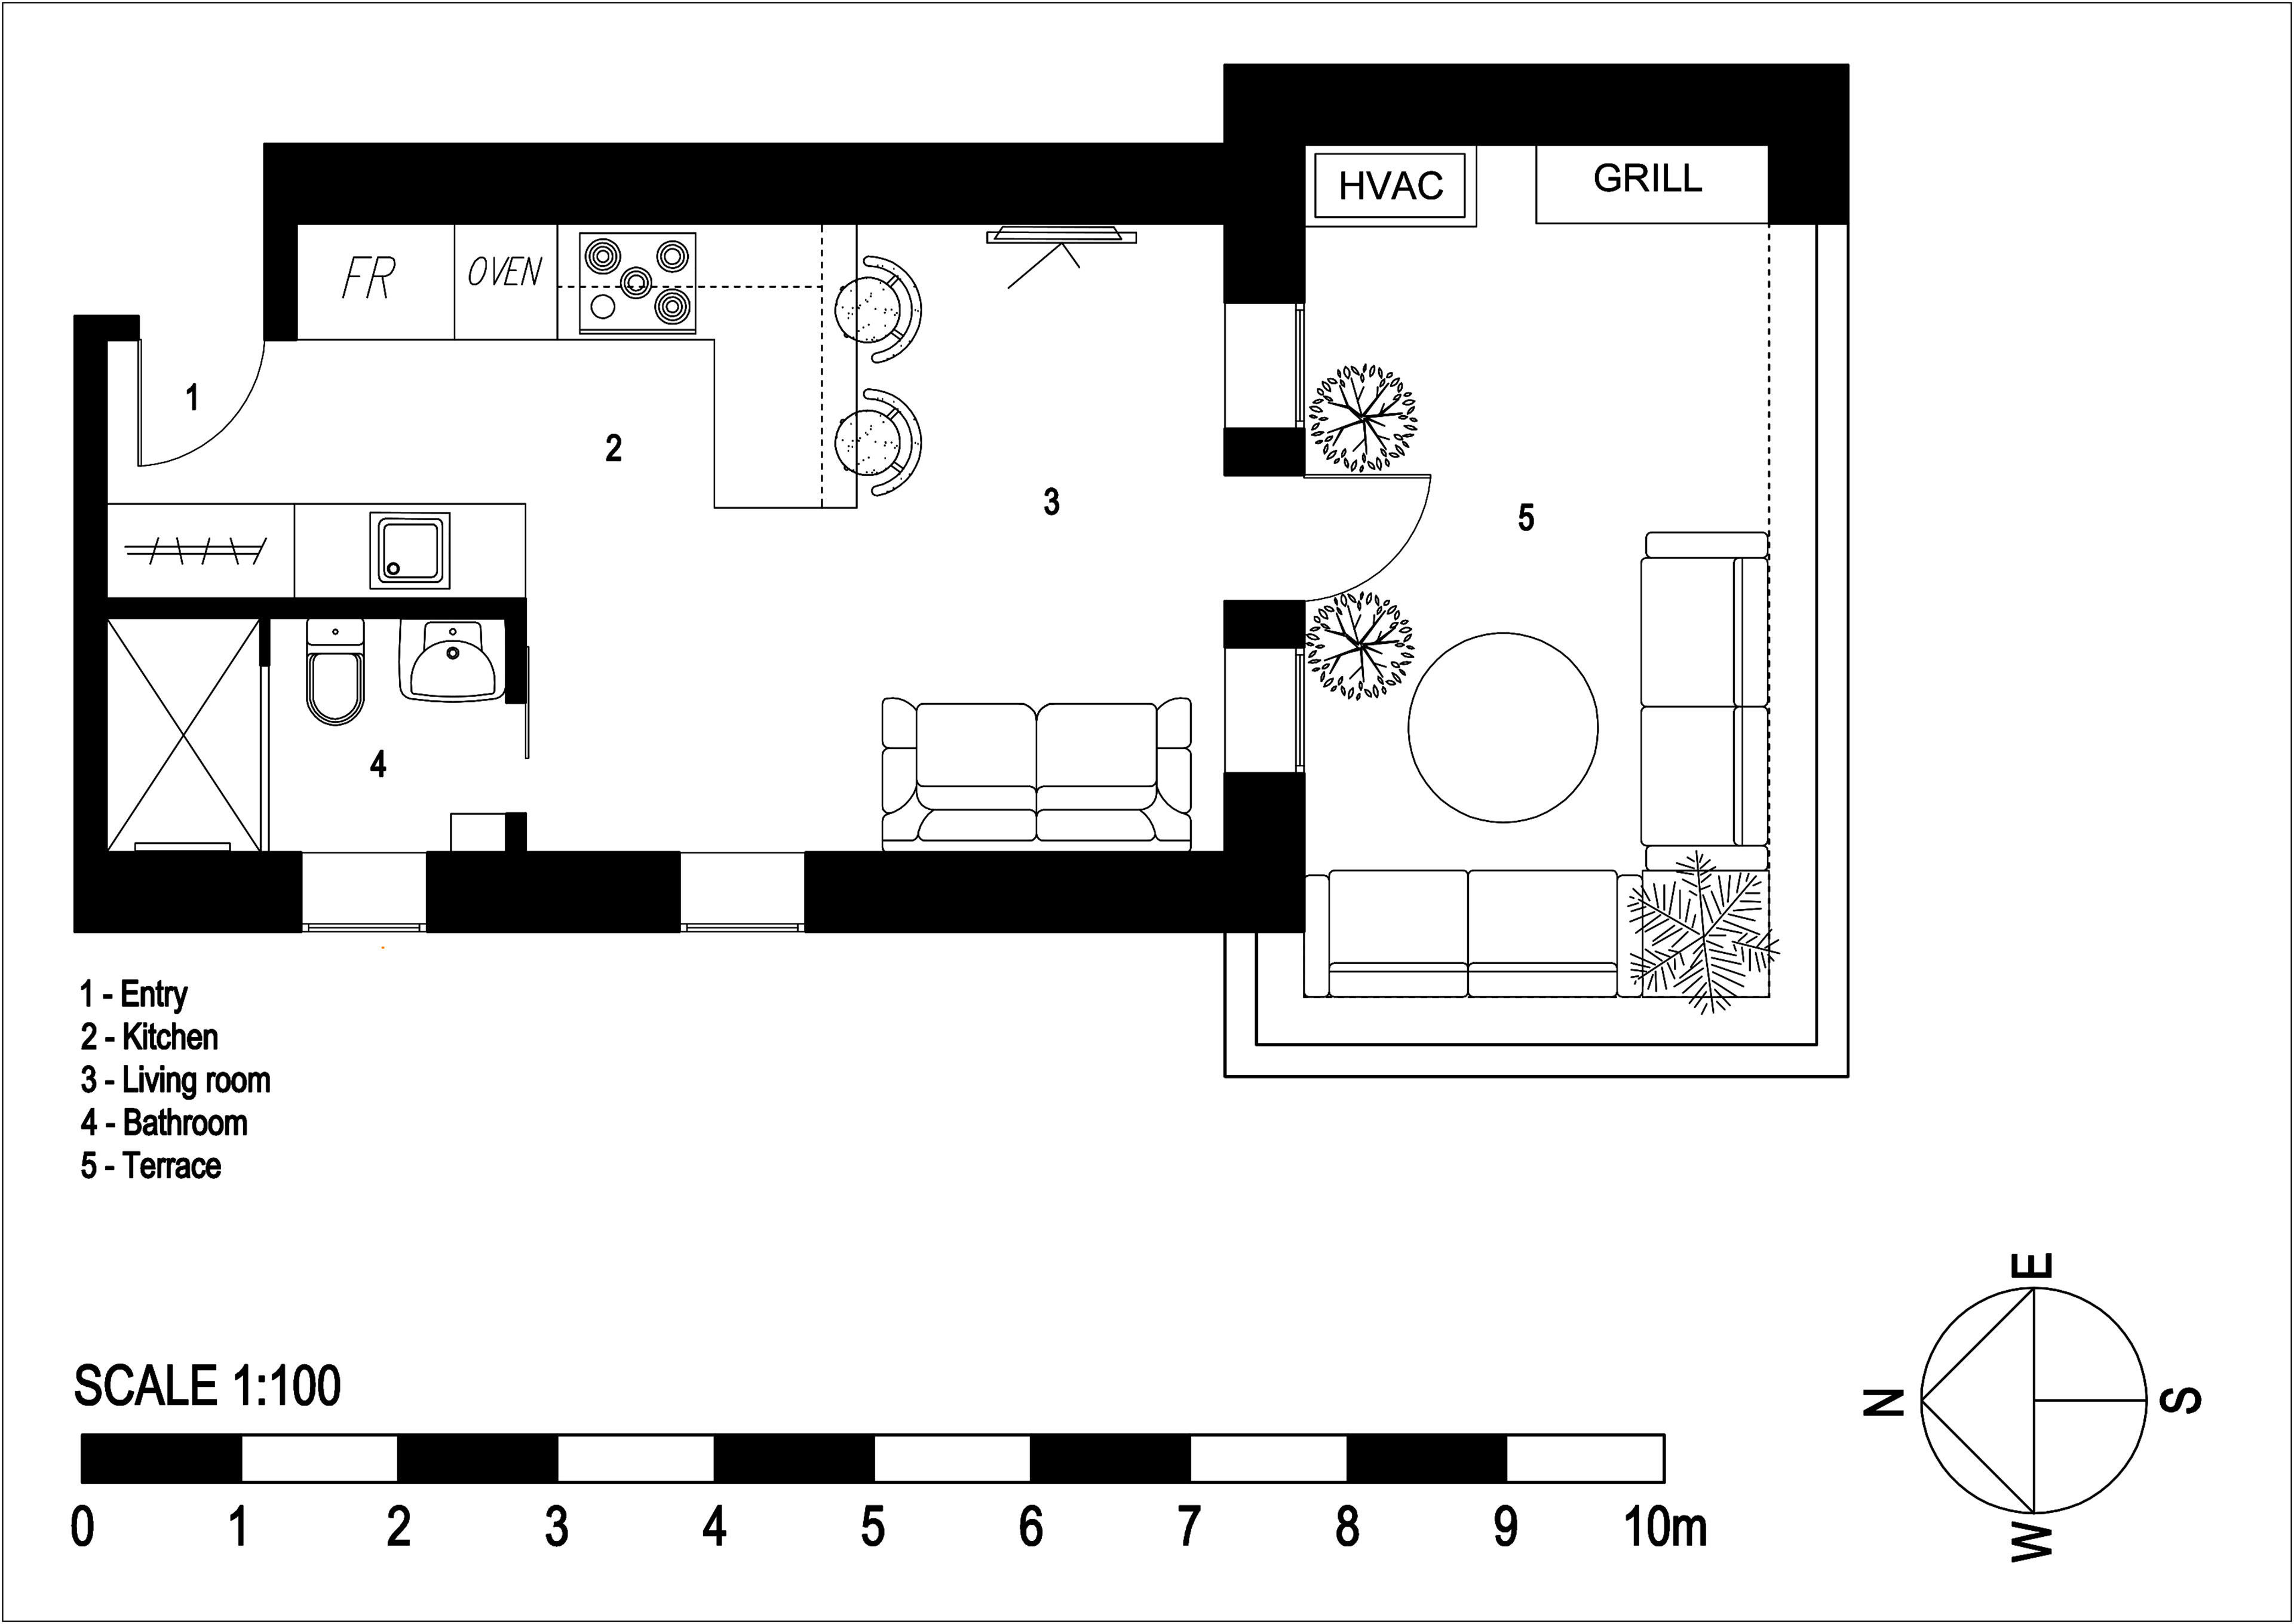 HVAC
GRILL
FR
OVEN
1
2
3
5
4
1 - Entry
2 - Kitchen
3 - Living room
4 - Bathroom
5 - Terrace
E
N
S
W
SCALE 1:100
0 1 2 3 4 5 6 7 8 9 10m